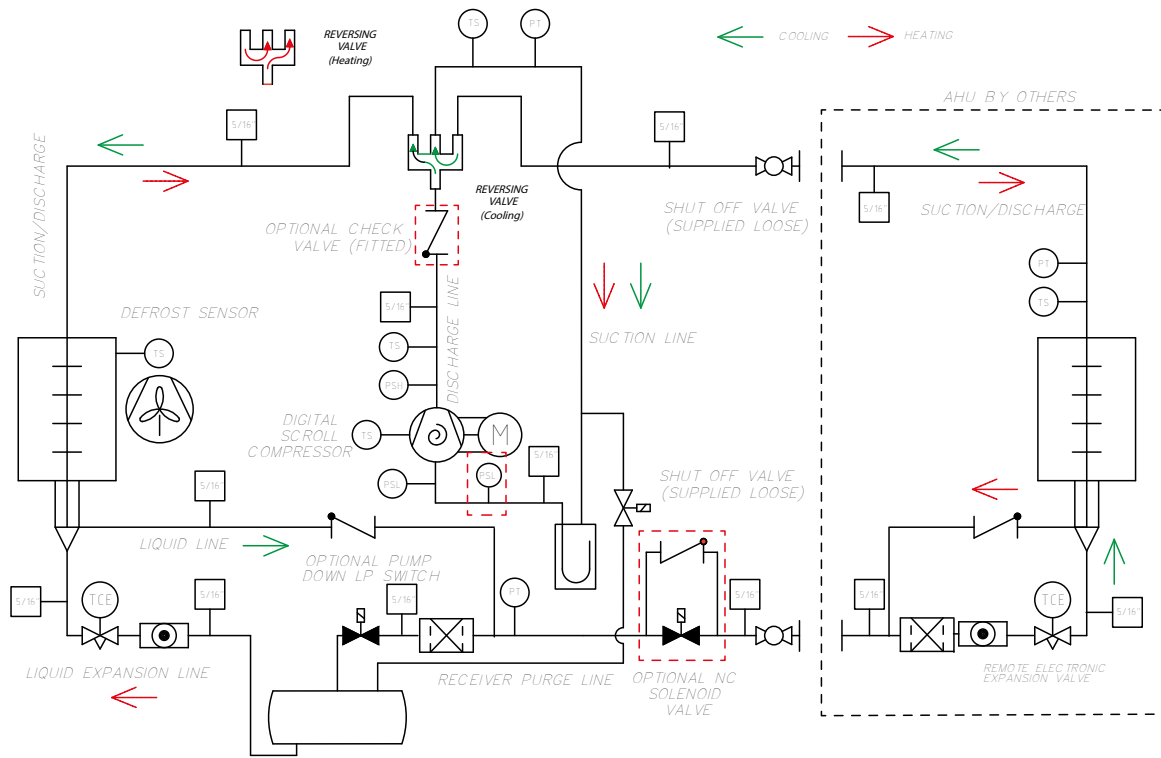 TS
PT
REVERSING
VALVE
(Heating)
COOLING
HEATING
AHU BY OTHERS
5/16"
5/16"
SUCTION/DISCHARGE
REVERSING
VALVE
(Cooling)
5/16"
SUCTION/DISCHARGE
SHUT OFF VALVE
(SUPPLIED LOOSE)
OPTIONAL CHECK
VALVE (FITTED)
PT
TS
5/16"
DISCHARGE LINE
DEFROST SENSOR
TS
TS
SUCTION LINE
PSH
DIGITAL
SCROLL
COMPRESSOR
TS
M
PSL
PSL
5/16"
SHUT OFF VALVE
(SUPPLIED LOOSE)
5/16"
LIQUID LINE
OPTIONAL PUMP
DOWN LP SWITCH
5/16"
TCE
5/16"
5/16"
PT
5/16"
5/16"
TCE
5/16"
LIQUID EXPANSION LINE
RECEIVER PURGE LINE
OPTIONAL NC
SOLENOID
VALVE
REMOTE ELECTRONIC
EXPANSION VALVE